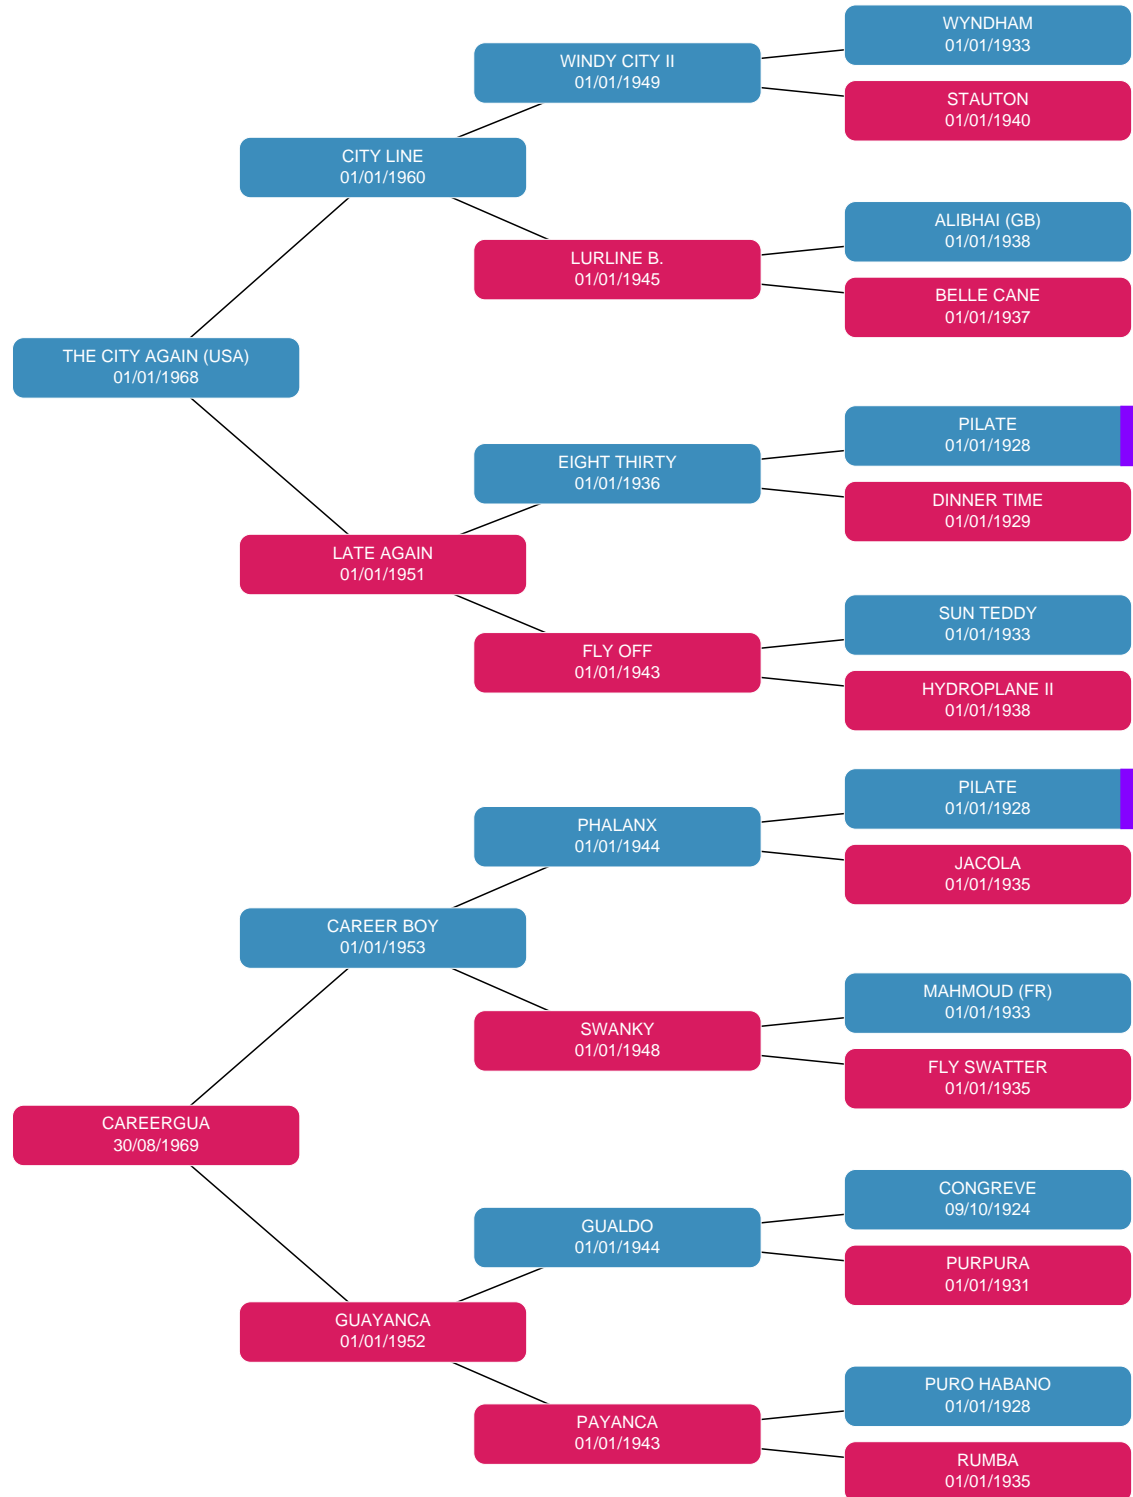 WYNDHAM
01/01/1933
WINDY CITY II
01/01/1949
STAUTON
01/01/1940
CITY LINE
01/01/1960
ALIBHAI (GB)
01/01/1938
LURLINE B.
01/01/1945
BELLE CANE
01/01/1937
THE CITY AGAIN (USA)
01/01/1968
PILATE
01/01/1928
EIGHT THIRTY
01/01/1936
DINNER TIME
01/01/1929
LATE AGAIN
01/01/1951
SUN TEDDY
01/01/1933
FLY OFF
01/01/1943
HYDROPLANE II
01/01/1938
PILATE
01/01/1928
PHALANX
01/01/1944
JACOLA
01/01/1935
CAREER BOY
01/01/1953
MAHMOUD (FR)
01/01/1933
SWANKY
01/01/1948
FLY SWATTER
01/01/1935
CAREERGUA
30/08/1969
CONGREVE
09/10/1924
GUALDO
01/01/1944
PURPURA
01/01/1931
GUAYANCA
01/01/1952
PURO HABANO
01/01/1928
PAYANCA
01/01/1943
RUMBA
01/01/1935